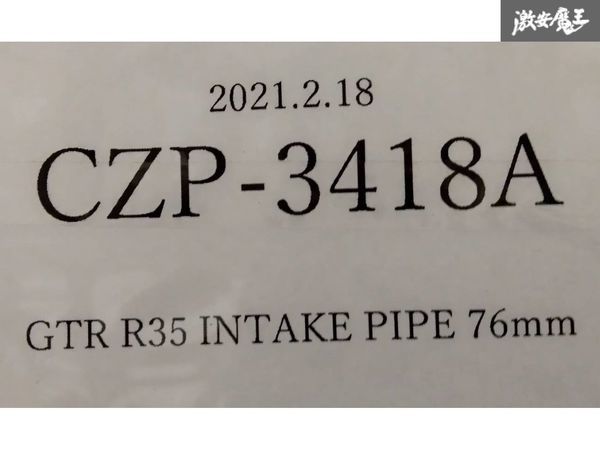 激安魔王
2021.2.18
CZP-3418A
GTR R35 INTAKE PIPE 76mm